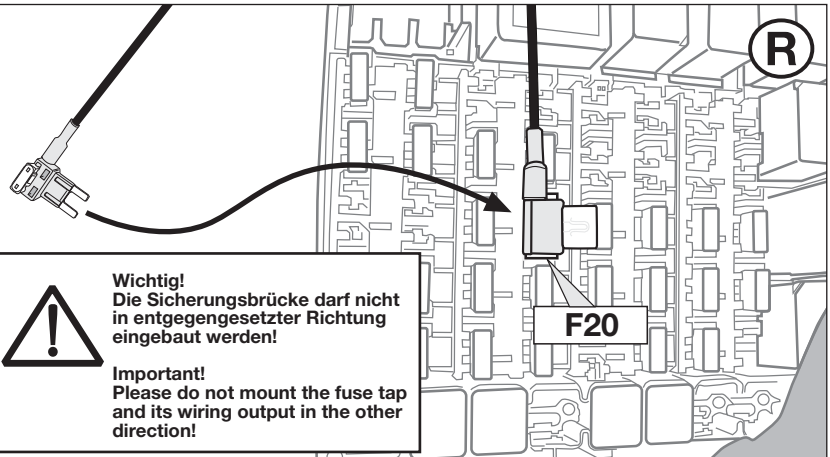 R
F20
Wichtig!
Die Sicherungsbrücke darf nicht
in entgegengesetzter Richtung
eingebaut werden!
Important!
Please do not mount the fuse tap
and its wiring output in the other
direction!